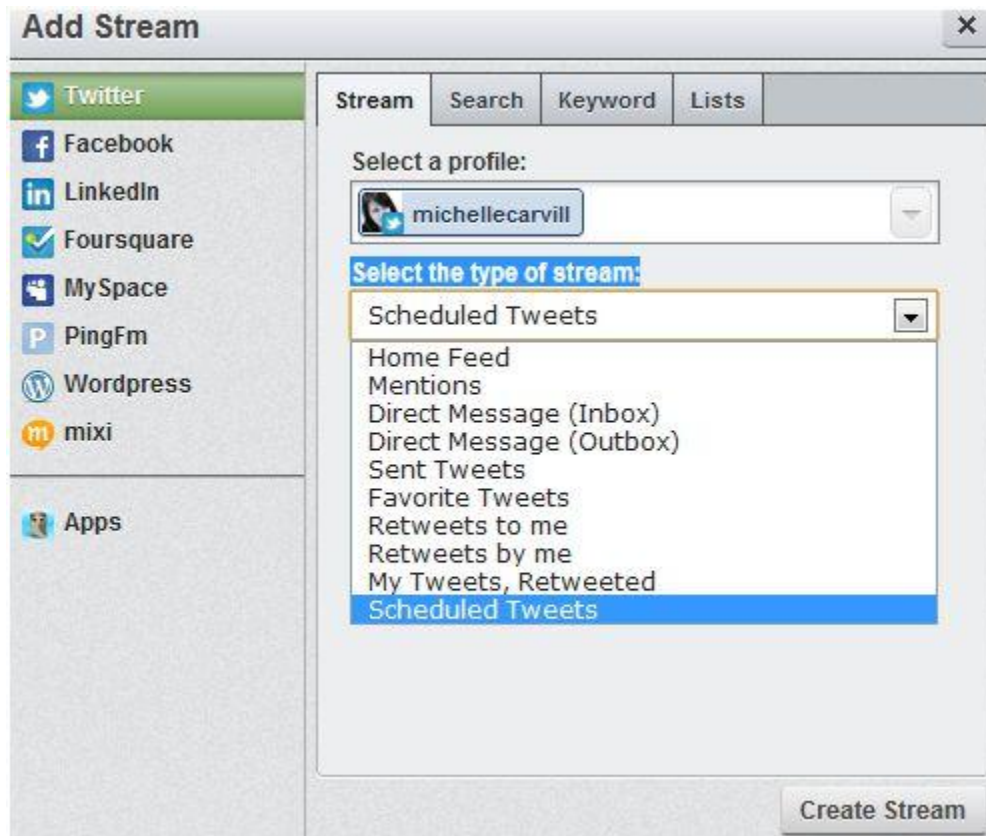 Add Stream
Twitter
Facebook
LinkedIn
Foursquare
MySpace
PingFm
Wordpress
mixi
Apps
Stream Search Keyword Lists
Select a profile:
michellecarvill
Select the type of stream:
Scheduled Tweets
Home Feed
Mentions
Direct Message (Inbox)
Direct Message (Outbox)
Sent Tweets
Favorite Tweets
Retweets to me
Retweets by me
My Tweets, Retweeted
Scheduled Tweets
Create Stream